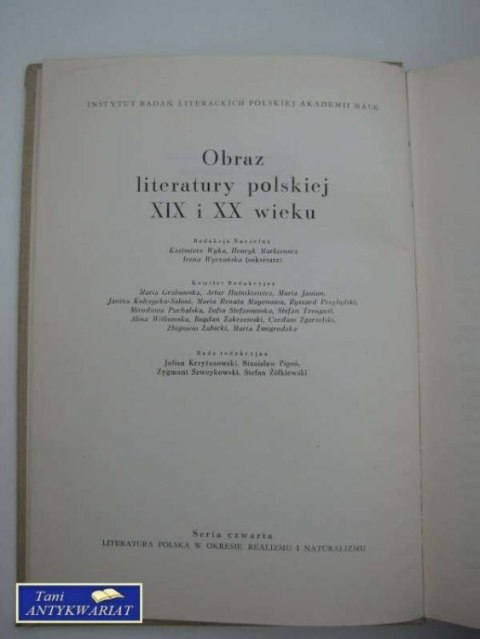 INSTYTUT BADAŃ LITERACKICH POLSKIEJ AKADEMII NAUK
Obraz
literatury polskiej
XIX i XX wieku
Redakcja Naczelna
Kazimierz Wyka, Henryk Markiewicz
Irena Wyczańska (sekretarz)
Komitet Redakcyjny
Maria Grabowska, Artur Hutnikiewicz, Maria Janion,
Janina Kulczycka-Saloni, Maria Renata Mayenowa, Ryszard Przybylski,
Mirosława Puchalska, Zofia Stefanowska, Stefan Treugutt,
Alina Witkowska, Bogdan Zakrzewski, Czesław Zgorzelski,
Zbigniew Żabicki, Maria Żmigrodzka
Rada redakcyjna
Julian Krzyżanowski, Stanisław Pigoń,
Zygmunt Szweykowski, Stefan Żółkiewski
Seria czwarta
LITERATURA POLSKA W OKRESIE REALIZMU I NATURALIZMU
Tani
ANTYKWARIAT